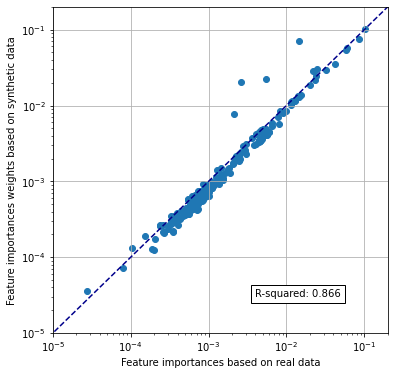 Feature importances weights based on synthetic data
10⁻¹
10⁻²
10⁻³
10⁻⁴
10⁻⁵
R-squared: 0.866
10⁻⁵ 10⁻⁴ 10⁻³ 10⁻² 10⁻¹
Feature importances based on real data